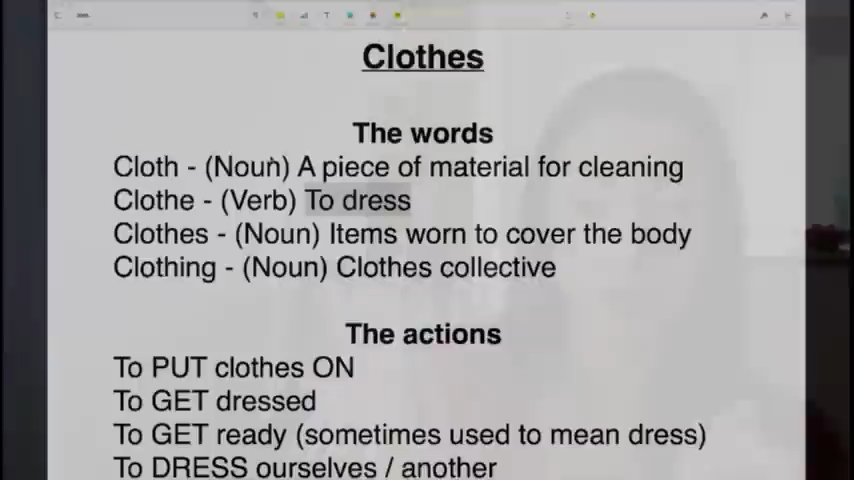 Clothes
The words
Cloth - (Noun) A piece of material for cleaning
Clothe - (Verb) To dress
Clothes - (Noun) Items worn to cover the body
Clothing - (Noun) Clothes collective
The actions
To PUT clothes ON
To GET dressed
To GET ready (sometimes used to mean dress)
To DRESS ourselves / another